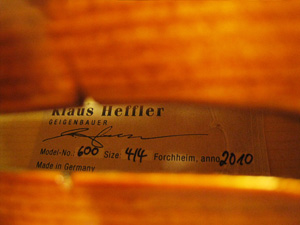 Klaus Heffler
GEIGENBAUER
Model-No: 600 Size: 4/4 Forchheim, anno 2010
Made in Germany